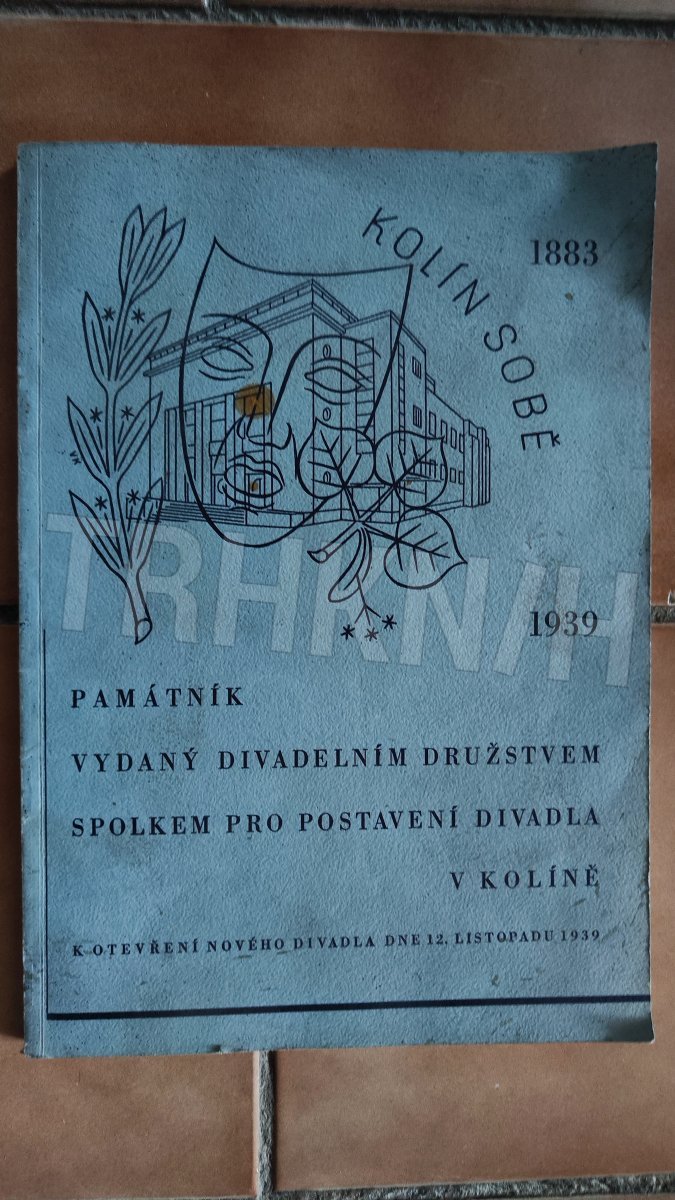 KOLÍN SOBĚ
1883
1939
PAMÁTNÍK
VYDANÝ DIVADELNÍM DRUŽSTVEM
SPOLKEM PRO POSTAVENÍ DIVADLA
V KOLÍNĚ
K OTEVŘENÍ NOVÉHO DIVADLA DNE 12. LISTOPADU 1939
TRHKNIH